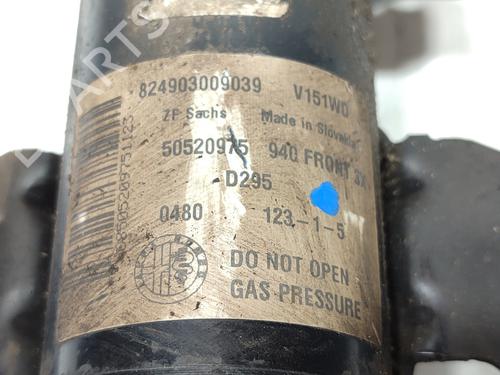 824903009039 V151WD
ZF Sachs Made in Slovakia
50520975 940 FRONT SX
D295
0480 123-1-5
DO NOT OPEN
GAS PRESSURE